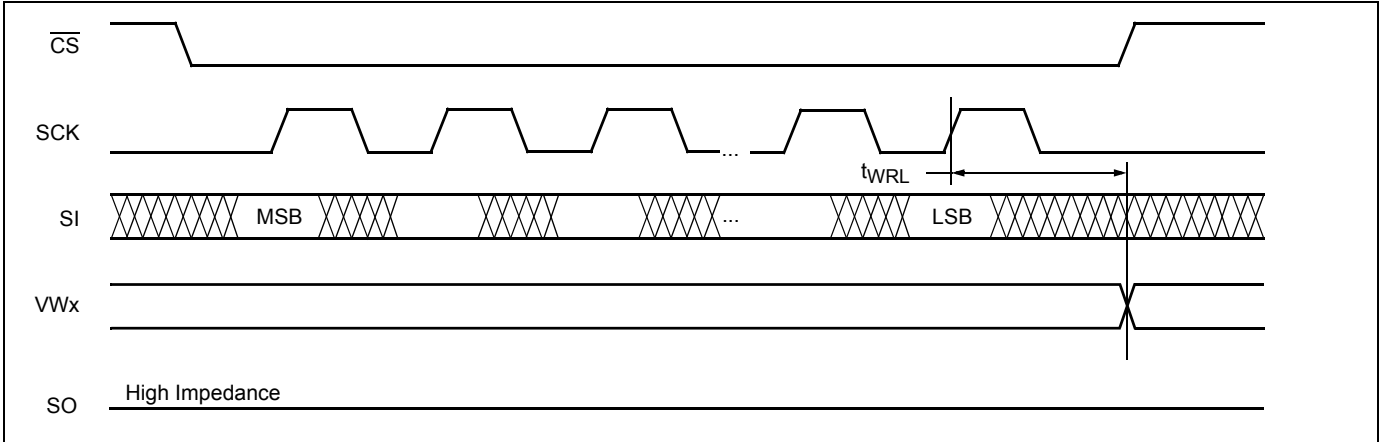 CS
SCK
...
tWRL
SI
MSB
...
LSB
VWx
High Impedance
SO